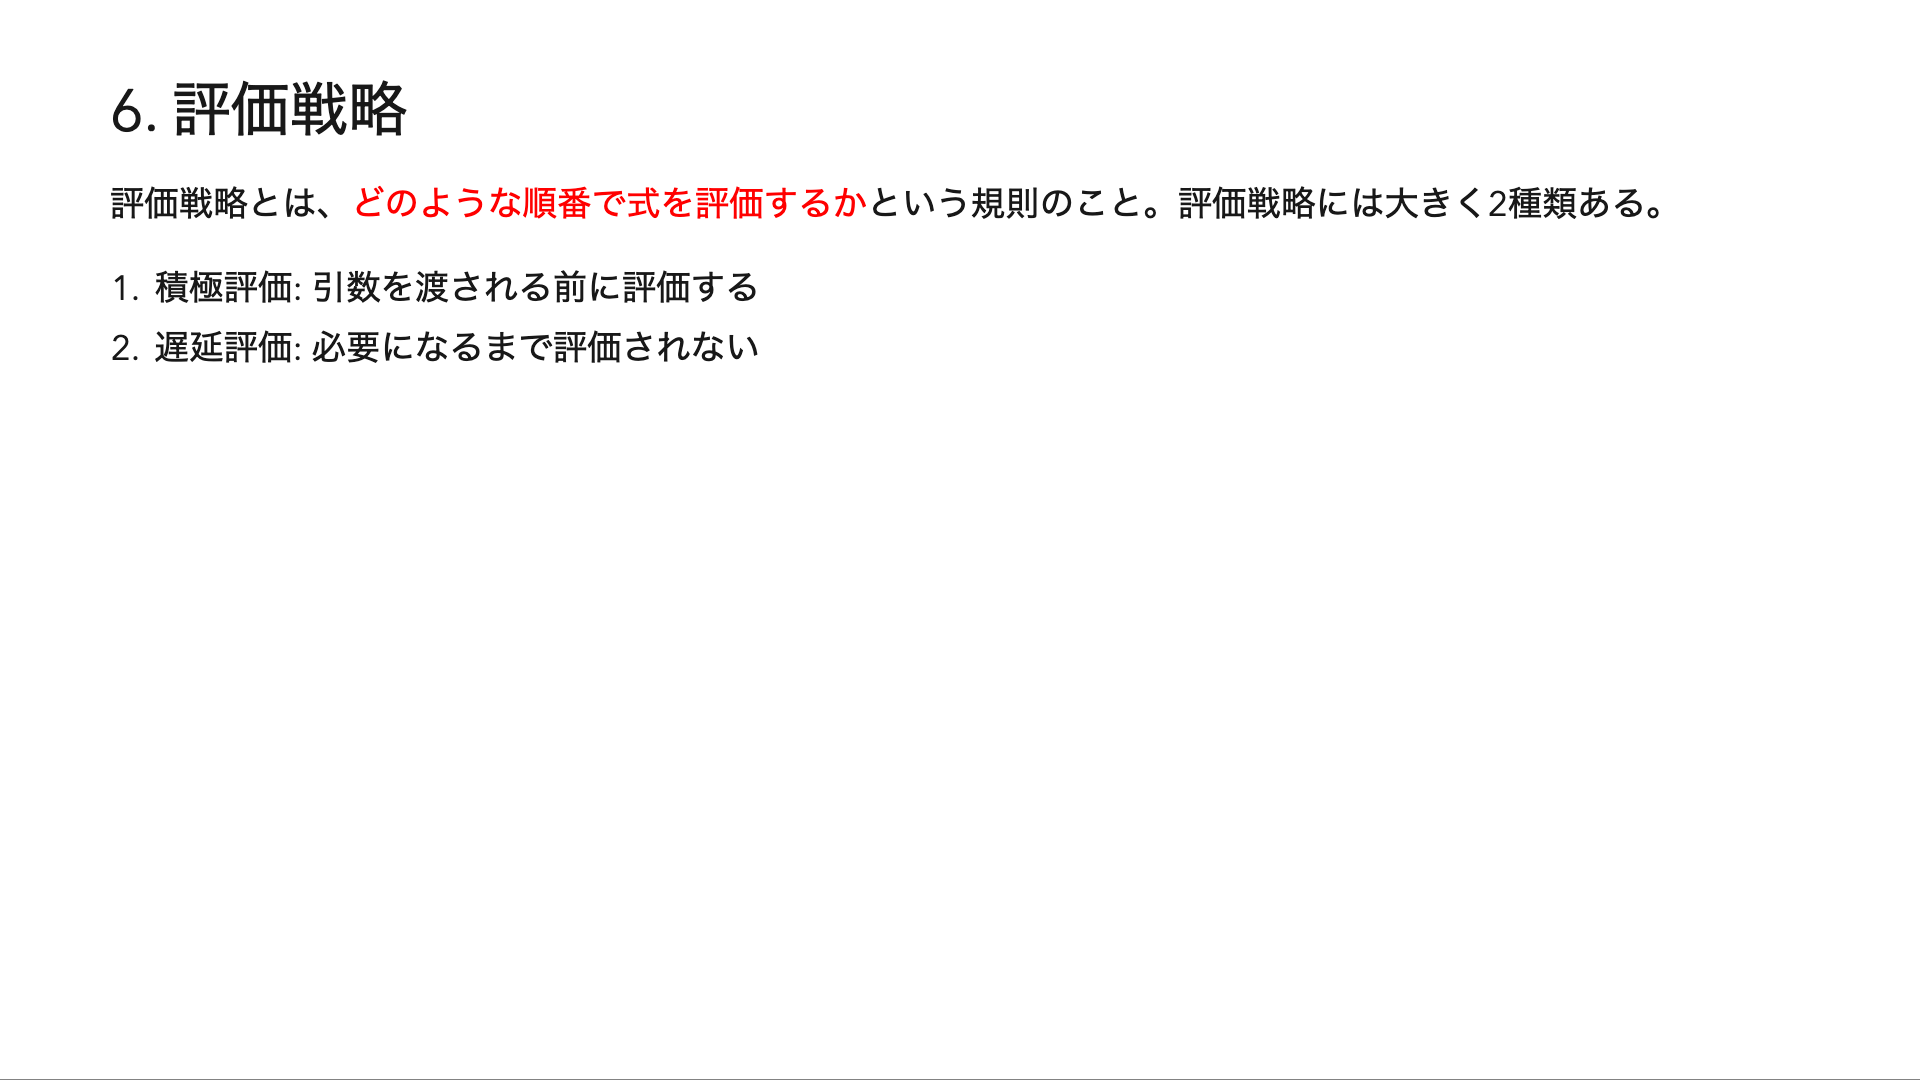 6. 評価戦略
評価戦略とは、どのような順番で式を評価するかという規則のこと。評価戦略には大きく2種類ある。
1. 積極評価: 引数を渡される前に評価する
2. 遅延評価: 必要になるまで評価されない